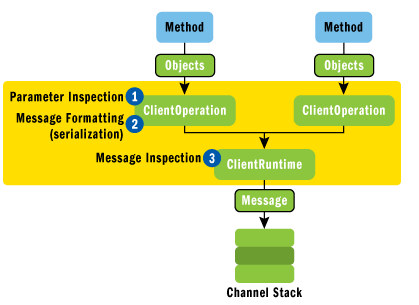 Method
Method
Objects
Objects
Parameter Inspection 1
ClientOperation
ClientOperation
Message Formatting 2
(serialization)
Message Inspection 3
ClientRuntime
Message
Channel Stack